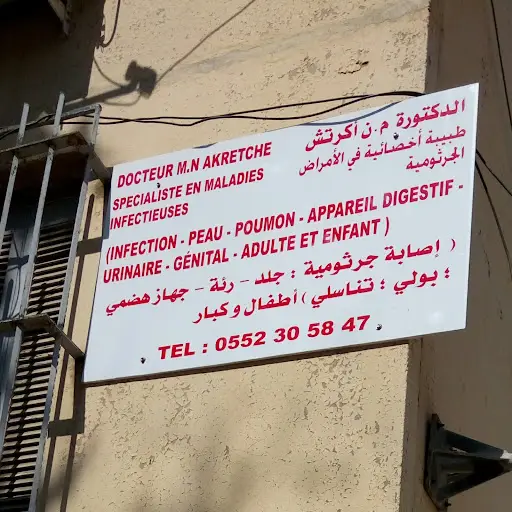 DOCTEUR M.N AKRETCHE
SPECIALISTE EN MALADIES
INFECTIEUSES
الدكتورة م.ن أكرتش
طبيبة أخصائية في الأمراض
الجرثومية
(INFECTION - PEAU - POUMON - APPAREIL DIGESTIF -
URINAIRE - GÉNITAL - ADULTE ET ENFANT )
( إصابة جرثومية : جلد - رئة - جهاز هضمي
؛ بولي ؛ تناسلي ) أطفال و كبار
TEL : 0552 30 58 47